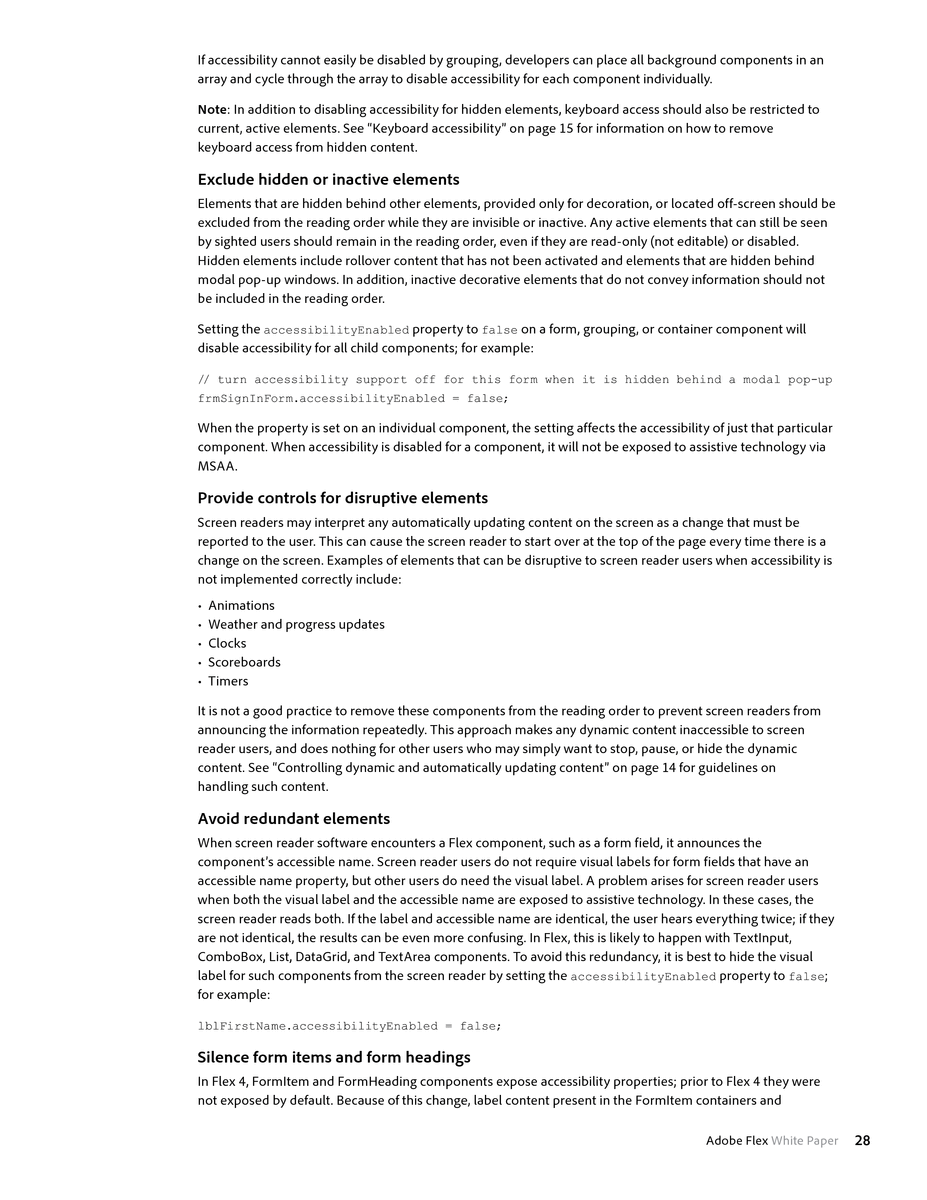 If accessibility cannot easily be disabled by grouping, developers can place all background components in an
array and cycle through the array to disable accessibility for each component individually.
Note: In addition to disabling accessibility for hidden elements, keyboard access should also be restricted to
current, active elements. See "Keyboard accessibility" on page 15 for information on how to remove
keyboard access from hidden content.
Exclude hidden or inactive elements
Elements that are hidden behind other elements, provided only for decoration, or located off-screen should be
excluded from the reading order while they are invisible or inactive. Any active elements that can still be seen
by sighted users should remain in the reading order, even if they are read-only (not editable) or disabled.
Hidden elements include rollover content that has not been activated and elements that are hidden behind
modal pop-up windows. In addition, inactive decorative elements that do not convey information should not
be included in the reading order.
Setting the accessibilityEnabled property to false on a form, grouping, or container component will
disable accessibility for all child components; for example:
// turn accessibility support off for this form when it is hidden behind a modal pop-up
frmSignInForm.accessibilityEnabled = false;
When the property is set on an individual component, the setting affects the accessibility of just that particular
component. When accessibility is disabled for a component, it will not be exposed to assistive technology via
MSAA.
Provide controls for disruptive elements
Screen readers may interpret any automatically updating content on the screen as a change that must be
reported to the user. This can cause the screen reader to start over at the top of the page every time there is a
change on the screen. Examples of elements that can be disruptive to screen reader users when accessibility is
not implemented correctly include:
• Animations
• Weather and progress updates
• Clocks
• Scoreboards
• Timers
It is not a good practice to remove these components from the reading order to prevent screen readers from
announcing the information repeatedly. This approach makes any dynamic content inaccessible to screen
reader users, and does nothing for other users who may simply want to stop, pause, or hide the dynamic
content. See "Controlling dynamic and automatically updating content" on page 14 for guidelines on
handling such content.
Avoid redundant elements
When screen reader software encounters a Flex component, such as a form field, it announces the
component's accessible name. Screen reader users do not require visual labels for form fields that have an
accessible name property, but other users do need the visual label. A problem arises for screen reader users
when both the visual label and the accessible name are exposed to assistive technology. In these cases, the
screen reader reads both. If the label and accessible name are identical, the user hears everything twice; if they
are not identical, the results can be even more confusing. In Flex, this is likely to happen with TextInput,
ComboBox, List, DataGrid, and TextArea components. To avoid this redundancy, it is best to hide the visual
label for such components from the screen reader by setting the accessibilityEnabled property to false;
for example:
lblFirstName.accessibilityEnabled = false;
Silence form items and form headings
In Flex 4, FormItem and FormHeading components expose accessibility properties; prior to Flex 4 they were
not exposed by default. Because of this change, label content present in the FormItem containers and
Adobe Flex White Paper 28